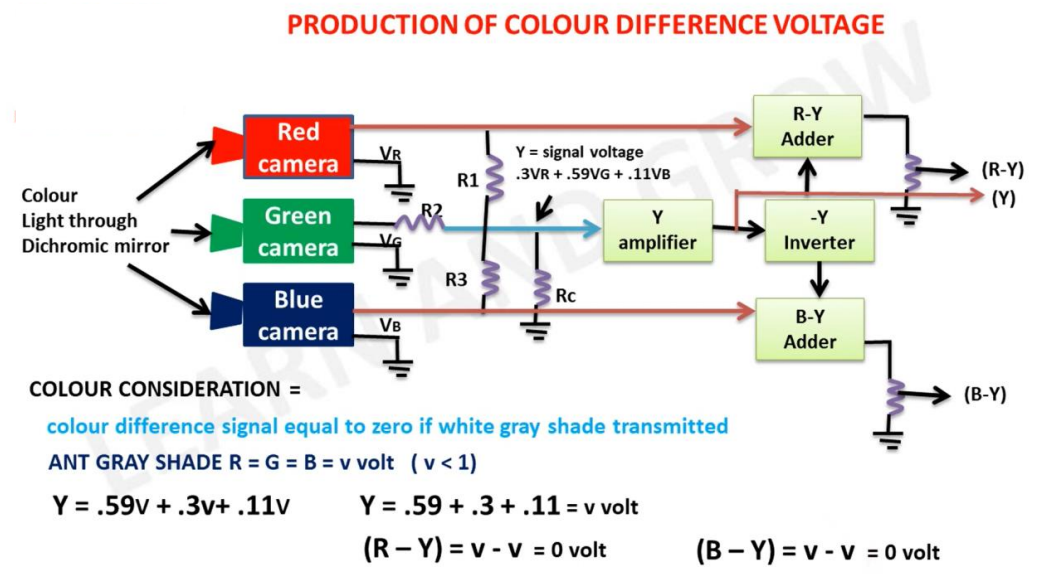 PRODUCTION OF COLOUR DIFFERENCE VOLTAGE
Red
camera
VR
R-Y
Adder
Y = signal voltage
.3VR + .59VG + .11VB
R1
(R-Y)
(Y)
Colour
Light through
Dichromic mirror
Green
camera
R2
VG
Y
amplifier
-Y
Inverter
R3
Rc
Blue
camera
VB
B-Y
Adder
(B-Y)
LEARN AND GROW
COLOUR CONSIDERATION =
colour difference signal equal to zero if white gray shade transmitted
ANT GRAY SHADE R = G = B = v volt ( v < 1)
Y = .59V + .3v+ .11V
Y = .59 + .3 + .11 = v volt
(R – Y) = v - v = 0 volt
(B – Y) = v - v = 0 volt